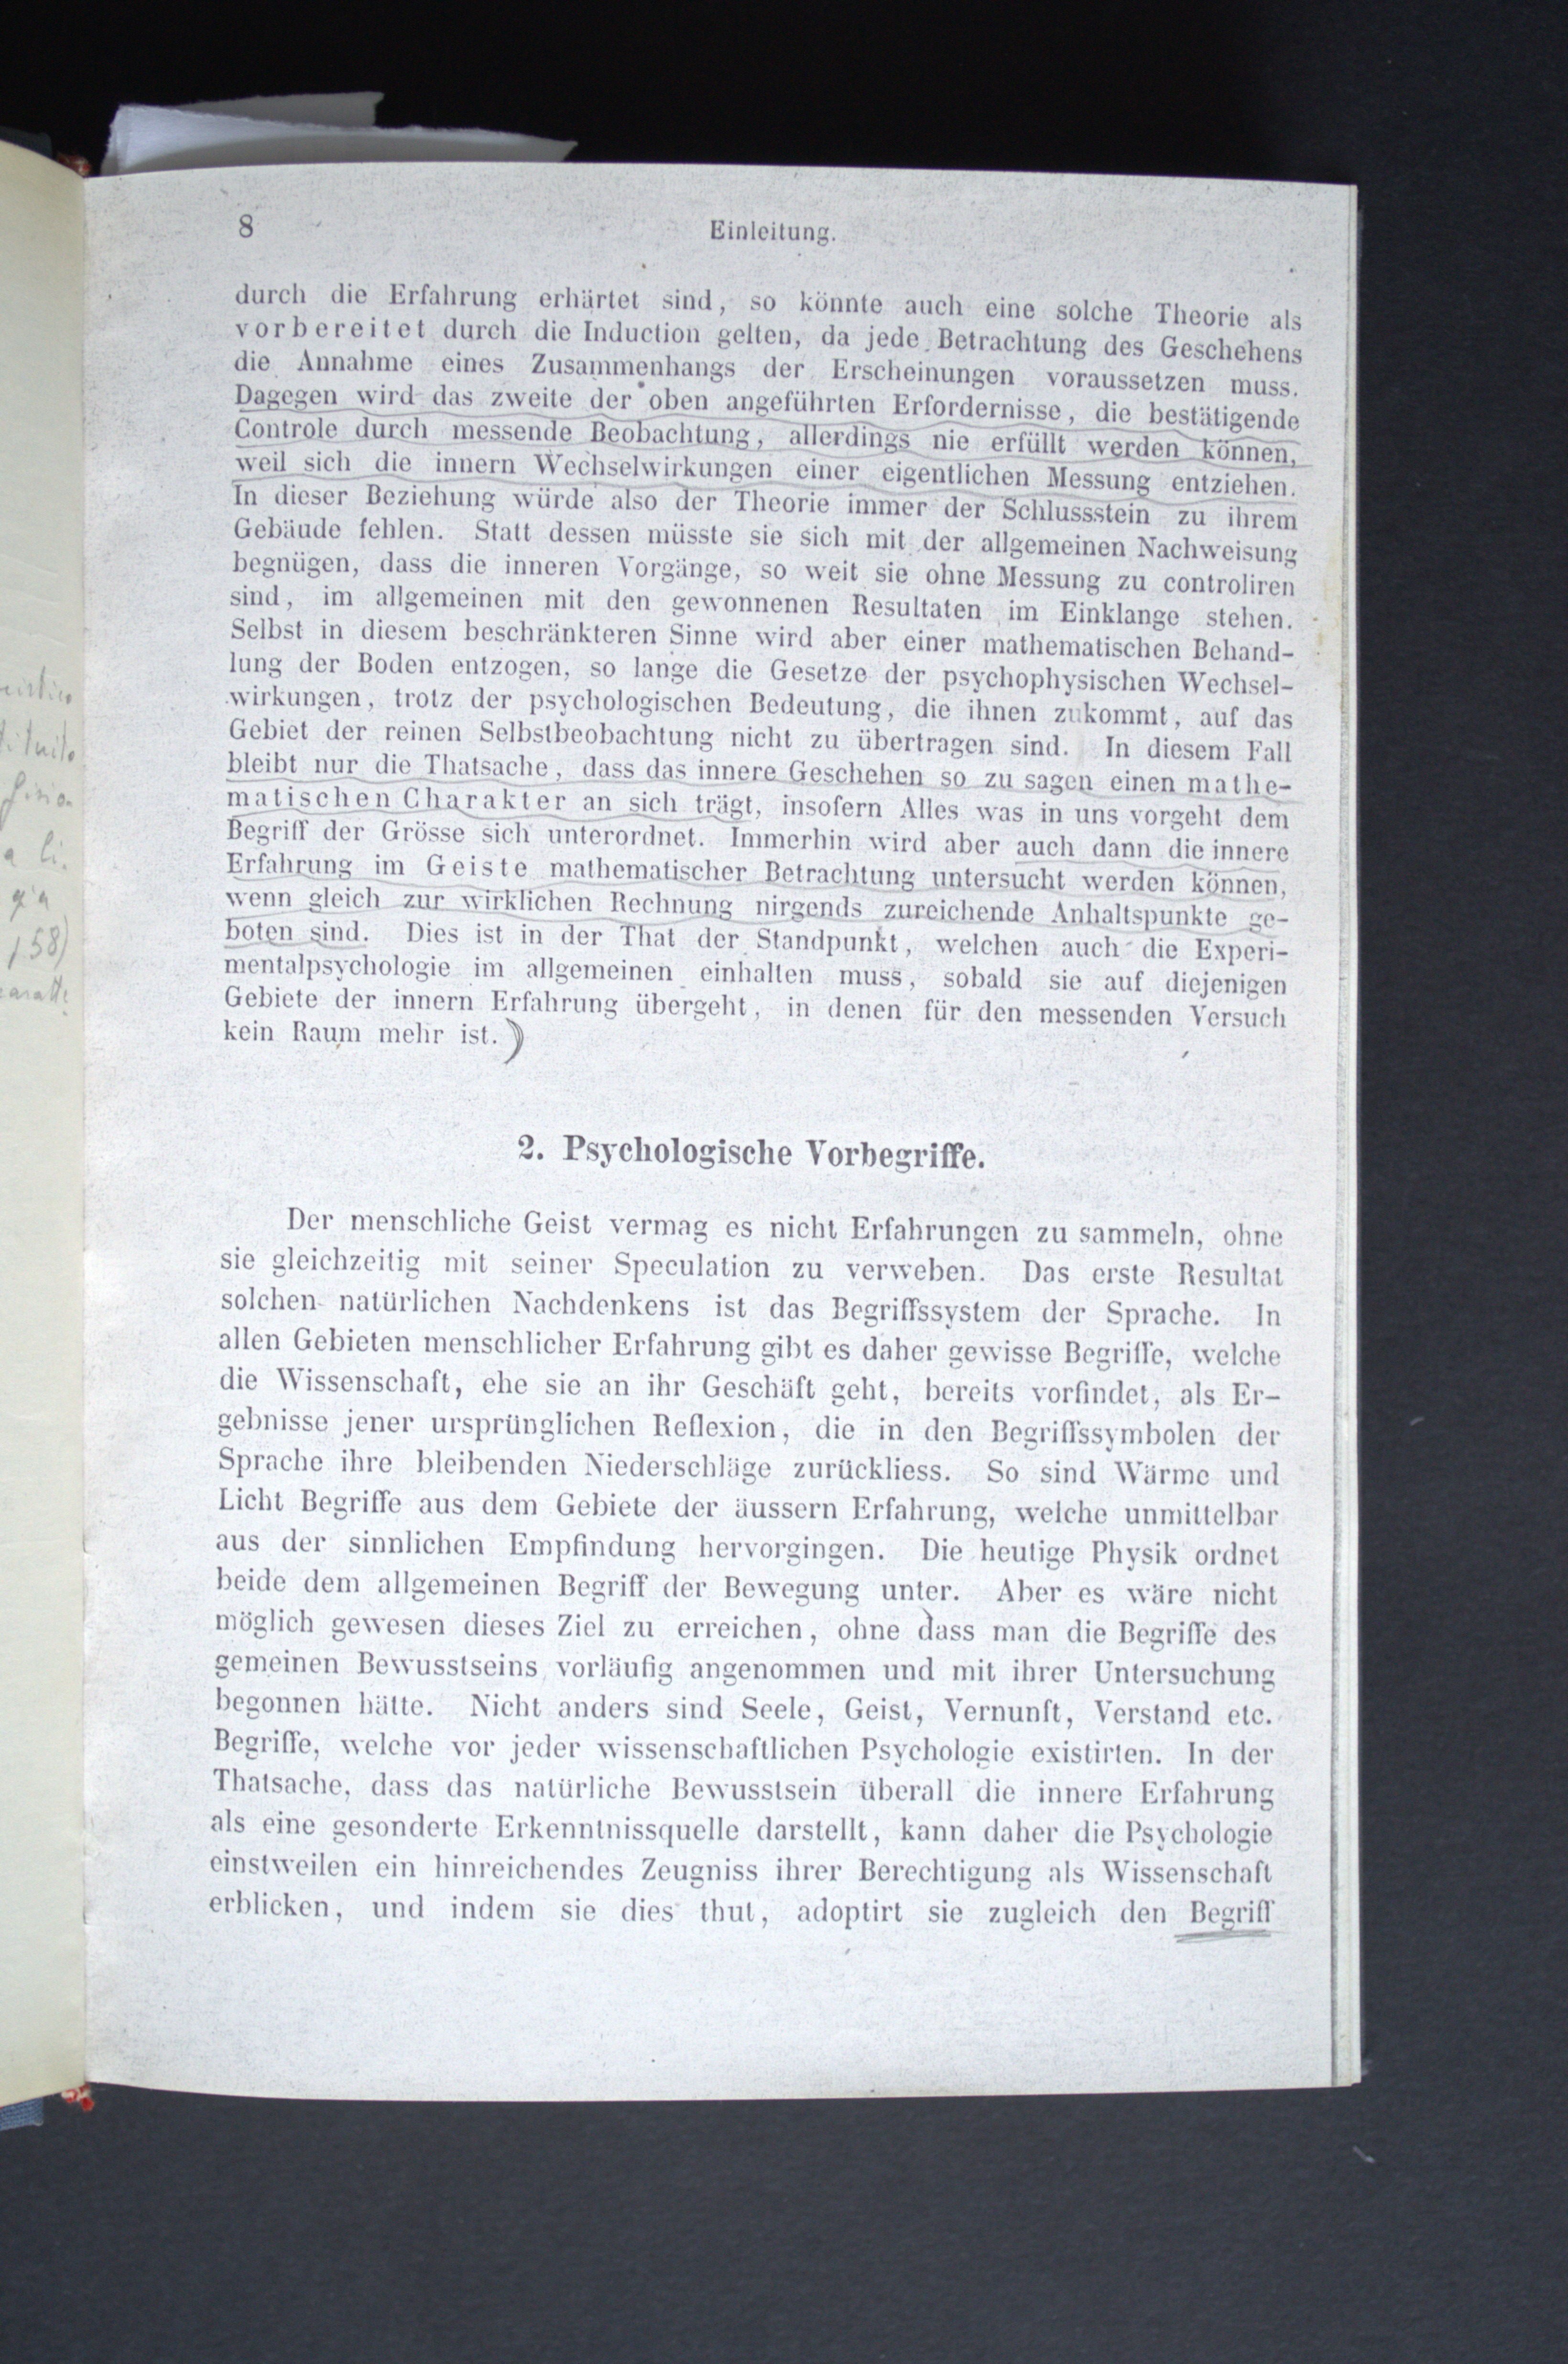 8
Einleitung.
durch die Erfahrung erhärtet sind, so könnte auch eine solche Theorie als
vorbereitet durch die Induction gelten, da jede Betrachtung des Geschehens
die Annahme eines Zusammenhangs der Erscheinungen voraussetzen muss.
Dagegen wird das zweite der oben angeführten Erfordernisse, die bestätigende
Controle durch messende Beobachtung, allerdings nie erfüllt werden können,
weil sich die innern Wechselwirkungen einer eigentlichen Messung entziehen.
In dieser Beziehung würde also der Theorie immer der Schlussstein zu ihrem
Gebäude fehlen. Statt dessen müsste sie sich mit der allgemeinen Nachweisung
begnügen, dass die inneren Vorgänge, so weit sie ohne Messung zu controliren
sind, im allgemeinen mit den gewonnenen Resultaten im Einklange stehen.
Selbst in diesem beschränkteren Sinne wird aber einer mathematischen Behand-
lung der Boden entzogen, so lange die Gesetze der psychophysischen Wechsel-
wirkungen, trotz der psychologischen Bedeutung, die ihnen zukommt, auf das
Gebiet der reinen Selbstbeobachtung nicht zu übertragen sind. In diesem Fall
bleibt nur die Thatsache, dass das innere Geschehen so zu sagen einen mathe-
matischen Charakter an sich trägt, insofern Alles was in uns vorgeht dem
Begriff der Grösse sich unterordnet. Immerhin wird aber auch dann die innere
Erfahrung im Geiste mathematischer Betrachtung untersucht werden können,
wenn gleich zur wirklichen Rechnung nirgends zureichende Anhaltspunkte ge-
boten sind. Dies ist in der That der Standpunkt, welchen auch die Experi-
mentalpsychologie im allgemeinen einhalten muss, sobald sie auf diejenigen
Gebiete der innern Erfahrung übergeht, in denen für den messenden Versuch
kein Raum mehr ist.)
2. Psychologische Vorbegriffe.
Der menschliche Geist vermag es nicht Erfahrungen zu sammeln, ohne
sie gleichzeitig mit seiner Speculation zu verweben. Das erste Resultat
solchen natürlichen Nachdenkens ist das Begriffssystem der Sprache. In
allen Gebieten menschlicher Erfahrung gibt es daher gewisse Begriffe, welche
die Wissenschaft, ehe sie an ihr Geschäft geht, bereits vorfindet, als Er-
gebnisse jener ursprünglichen Reflexion, die in den Begriffssymbolen der
Sprache ihre bleibenden Niederschläge zurückliess. So sind Wärme und
Licht Begriffe aus dem Gebiete der äussern Erfahrung, welche unmittelbar
aus der sinnlichen Empfindung hervorgingen. Die heutige Physik ordnet
beide dem allgemeinen Begriff der Bewegung unter. Aber es wäre nicht
möglich gewesen dieses Ziel zu erreichen, ohne dass man die Begriffe des
gemeinen Bewusstseins vorläufig angenommen und mit ihrer Untersuchung
begonnen hätte. Nicht anders sind Seele, Geist, Vernunft, Verstand etc.
Begriffe, welche vor jeder wissenschaftlichen Psychologie existirten. In der
Thatsache, dass das natürliche Bewusstsein überall die innere Erfahrung
als eine gesonderte Erkenntnissquelle darstellt, kann daher die Psychologie
einstweilen ein hinreichendes Zeugniss ihrer Berechtigung als Wissenschaft
erblicken, und indem sie dies thut, adoptirt sie zugleich den Begriff